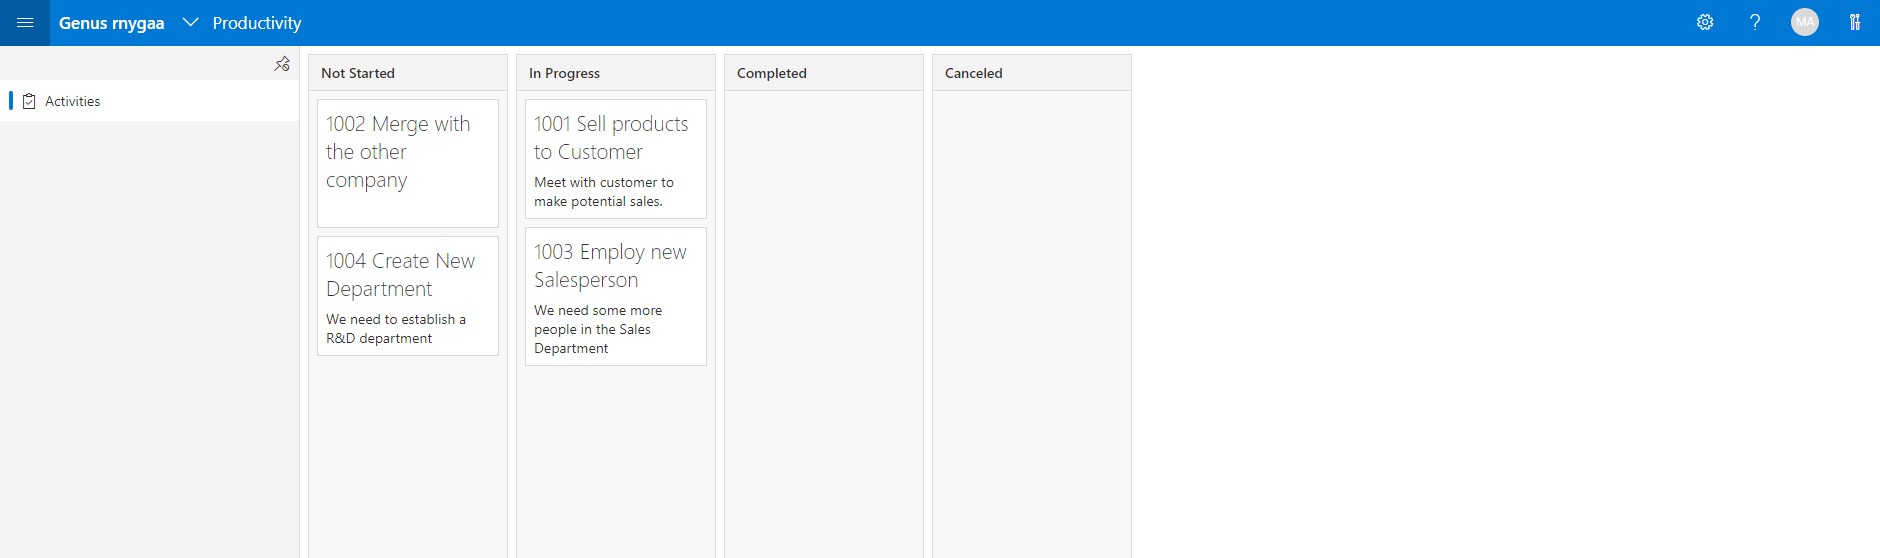 Genus rnygaa Productivity
MA
Activities
Not Started
1002 Merge with
the other
company
1004 Create New
Department
We need to establish a
R&D department
In Progress
1001 Sell products
to Customer
Meet with customer to
make potential sales.
1003 Employ new
Salesperson
We need some more
people in the Sales
Department
Completed
Canceled